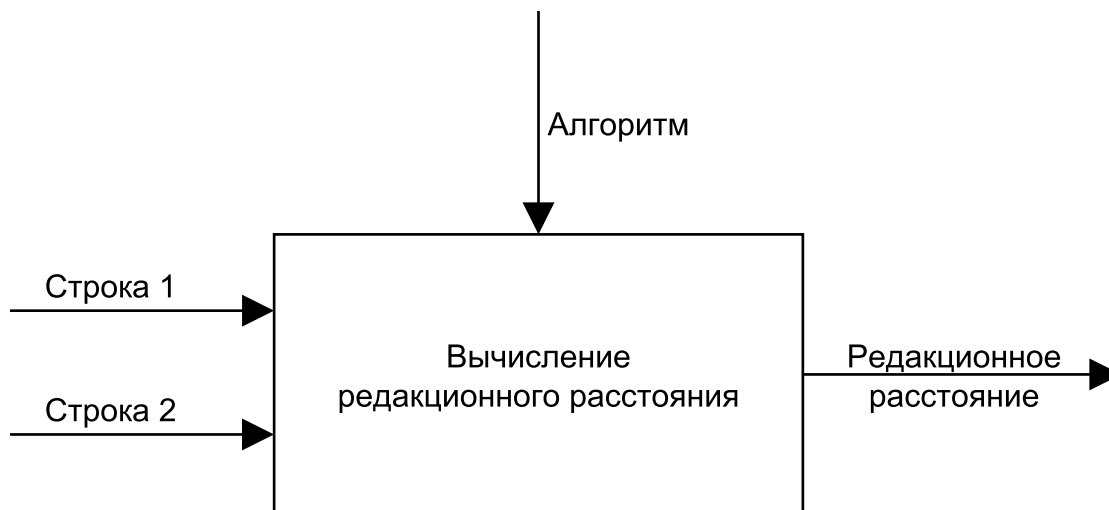 Алгоритм
Строка 1
Строка 2
Вычисление
редакционного расстояния
Редакционное
расстояние